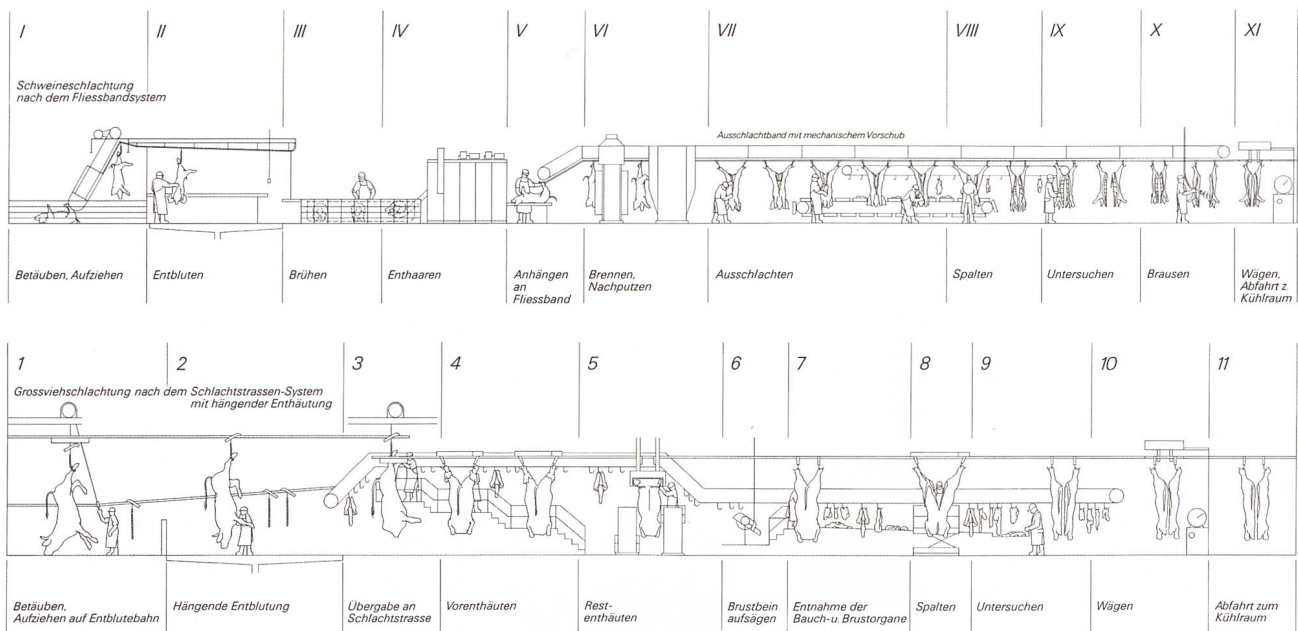 I II III IV V VI VII VIII IX X XI
Schweineschlachtung
nach dem Fliessbandsystem
Ausschlachtband mit mechanischem Vorschub
Betäuben, Aufziehen
Entbluten
Brühen
Enthaaren
Anhängen
an
Fliessband
Brennen,
Nachputzen
Ausschlachten
Spalten
Untersuchen
Brausen
Wägen,
Abfahrt z.
Kühlraum
1 2 3 4 5 6 7 8 9 10 11
Grossviehschlachtung nach dem Schlachtstrassen-System
mit hängender Enthäutung
Betäuben,
Aufziehen auf Entblutebahn
Hängende Entblutung
Übergabe an
Schlachtstrasse
Vorenthäuten
Rest-
enthäuten
Brustbein
aufsägen
Entnahme der
Bauch-u. Brustorgane
Spalten
Untersuchen
Wägen
Abfahrt zum
Kühlraum